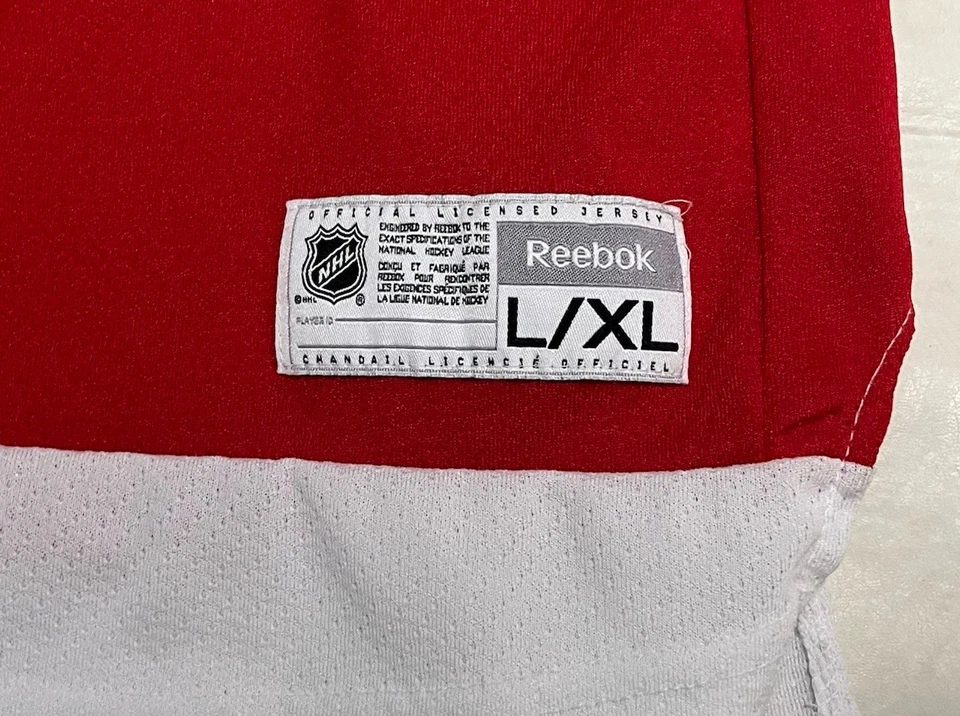 OFFICIAL LICENSED JERSEY
NHL
©NHL ®
ENGINEERED BY REEBOK TO THE
EXACT SPECIFICATIONS OF THE
NATIONAL HOCKEY LEAGUE
CONÇU ET FABRIQUÉ PAR
REEBOK POUR RENCONTRER
LES EXIGENCES SPÉCIFIQUES DE
LA LIGUE NATIONAL DE HOCKEY
Reebok
L/XL
PLAYER ID
CHANDAIL LICENCIÉ OFFICIEL